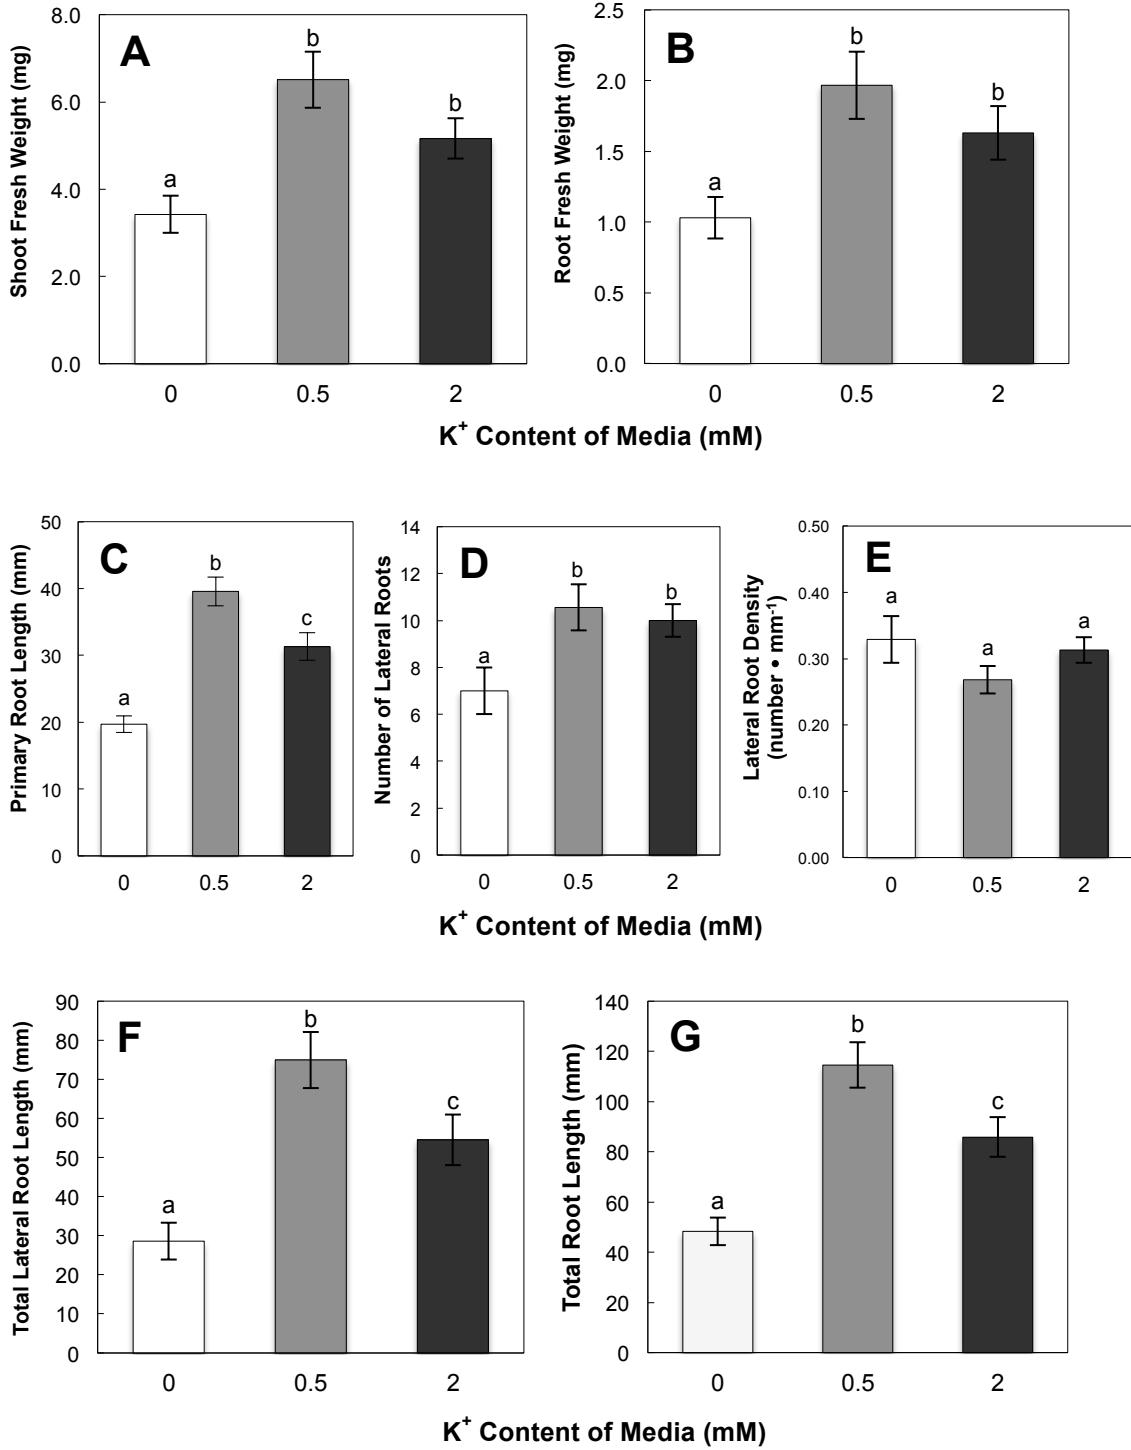 A
Shoot Fresh Weight (mg)
8.0
6.0
4.0
2.0
0.0
a
b
b
0 0.5 2
B
Root Fresh Weight (mg)
2.5
2.0
1.5
1.0
0.5
0.0
a
b
b
0 0.5 2
K⁺ Content of Media (mM)
C
Primary Root Length (mm)
50
40
30
20
10
0
a
b
c
0 0.5 2
D
Number of Lateral Roots
14
12
10
8
6
4
2
0
a
b
b
0 0.5 2
E
Lateral Root Density
(number • mm⁻¹)
0.50
0.40
0.30
0.20
0.10
0.00
a
a
a
0 0.5 2
K⁺ Content of Media (mM)
F
Total Lateral Root Length (mm)
90
80
70
60
50
40
30
20
10
0
a
b
c
0 0.5 2
G
Total Root Length (mm)
140
120
100
80
60
40
20
0
a
b
c
0 0.5 2
K⁺ Content of Media (mM)